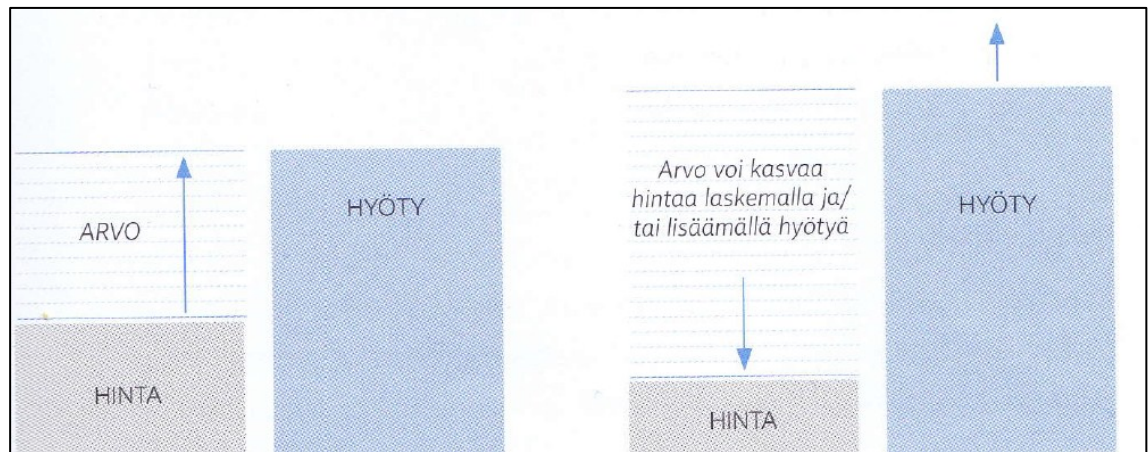 ARVO
HYÖTY
HINTA
Arvo voi kasvaa
hintaa laskemalla ja/
tai lisäämällä hyötyä
HYÖTY
HINTA